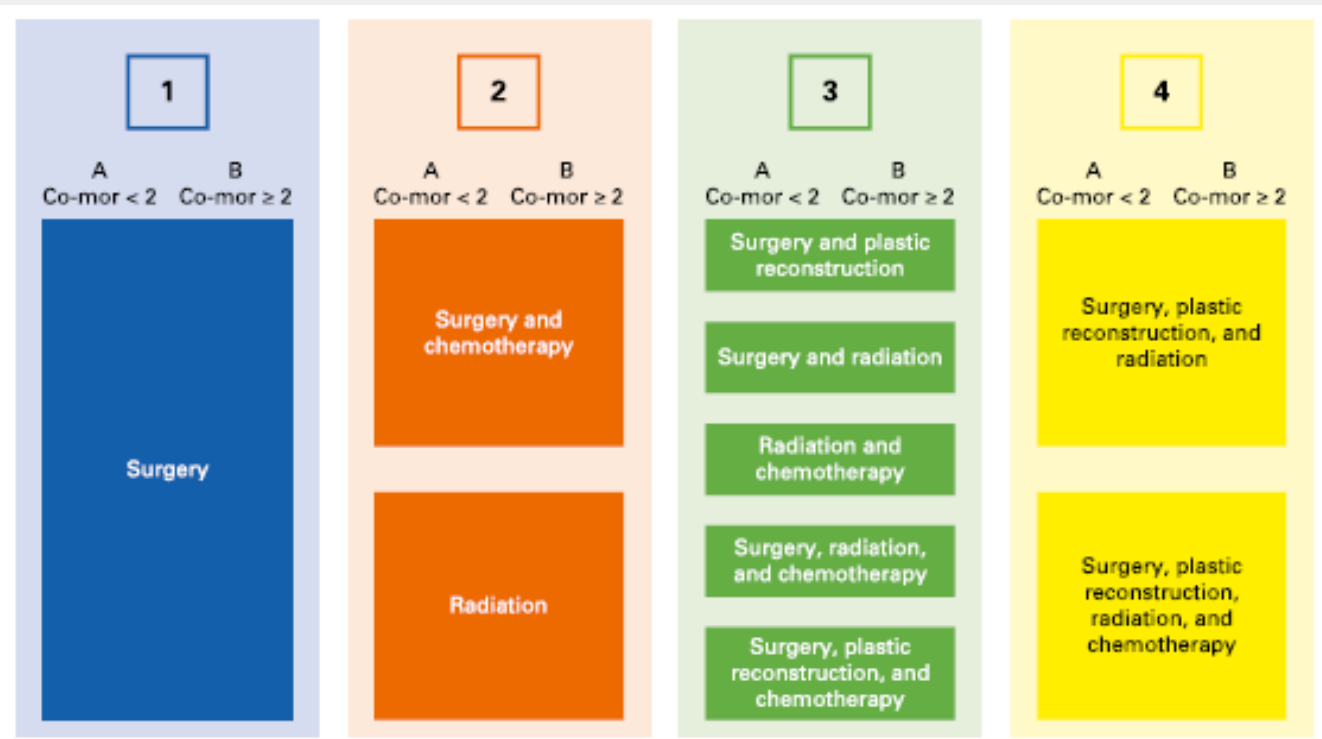 1
A B
Co-mor < 2 Co-mor ≥ 2
Surgery
2
A B
Co-mor < 2 Co-mor ≥ 2
Surgery and
chemotherapy
Radiation
3
A B
Co-mor < 2 Co-mor ≥ 2
Surgery and plastic
reconstruction
Surgery and radiation
Radiation and
chemotherapy
Surgery, radiation,
and chemotherapy
Surgery, plastic
reconstruction, and
chemotherapy
4
A B
Co-mor < 2 Co-mor ≥ 2
Surgery, plastic
reconstruction, and
radiation
Surgery, plastic
reconstruction,
radiation, and
chemotherapy